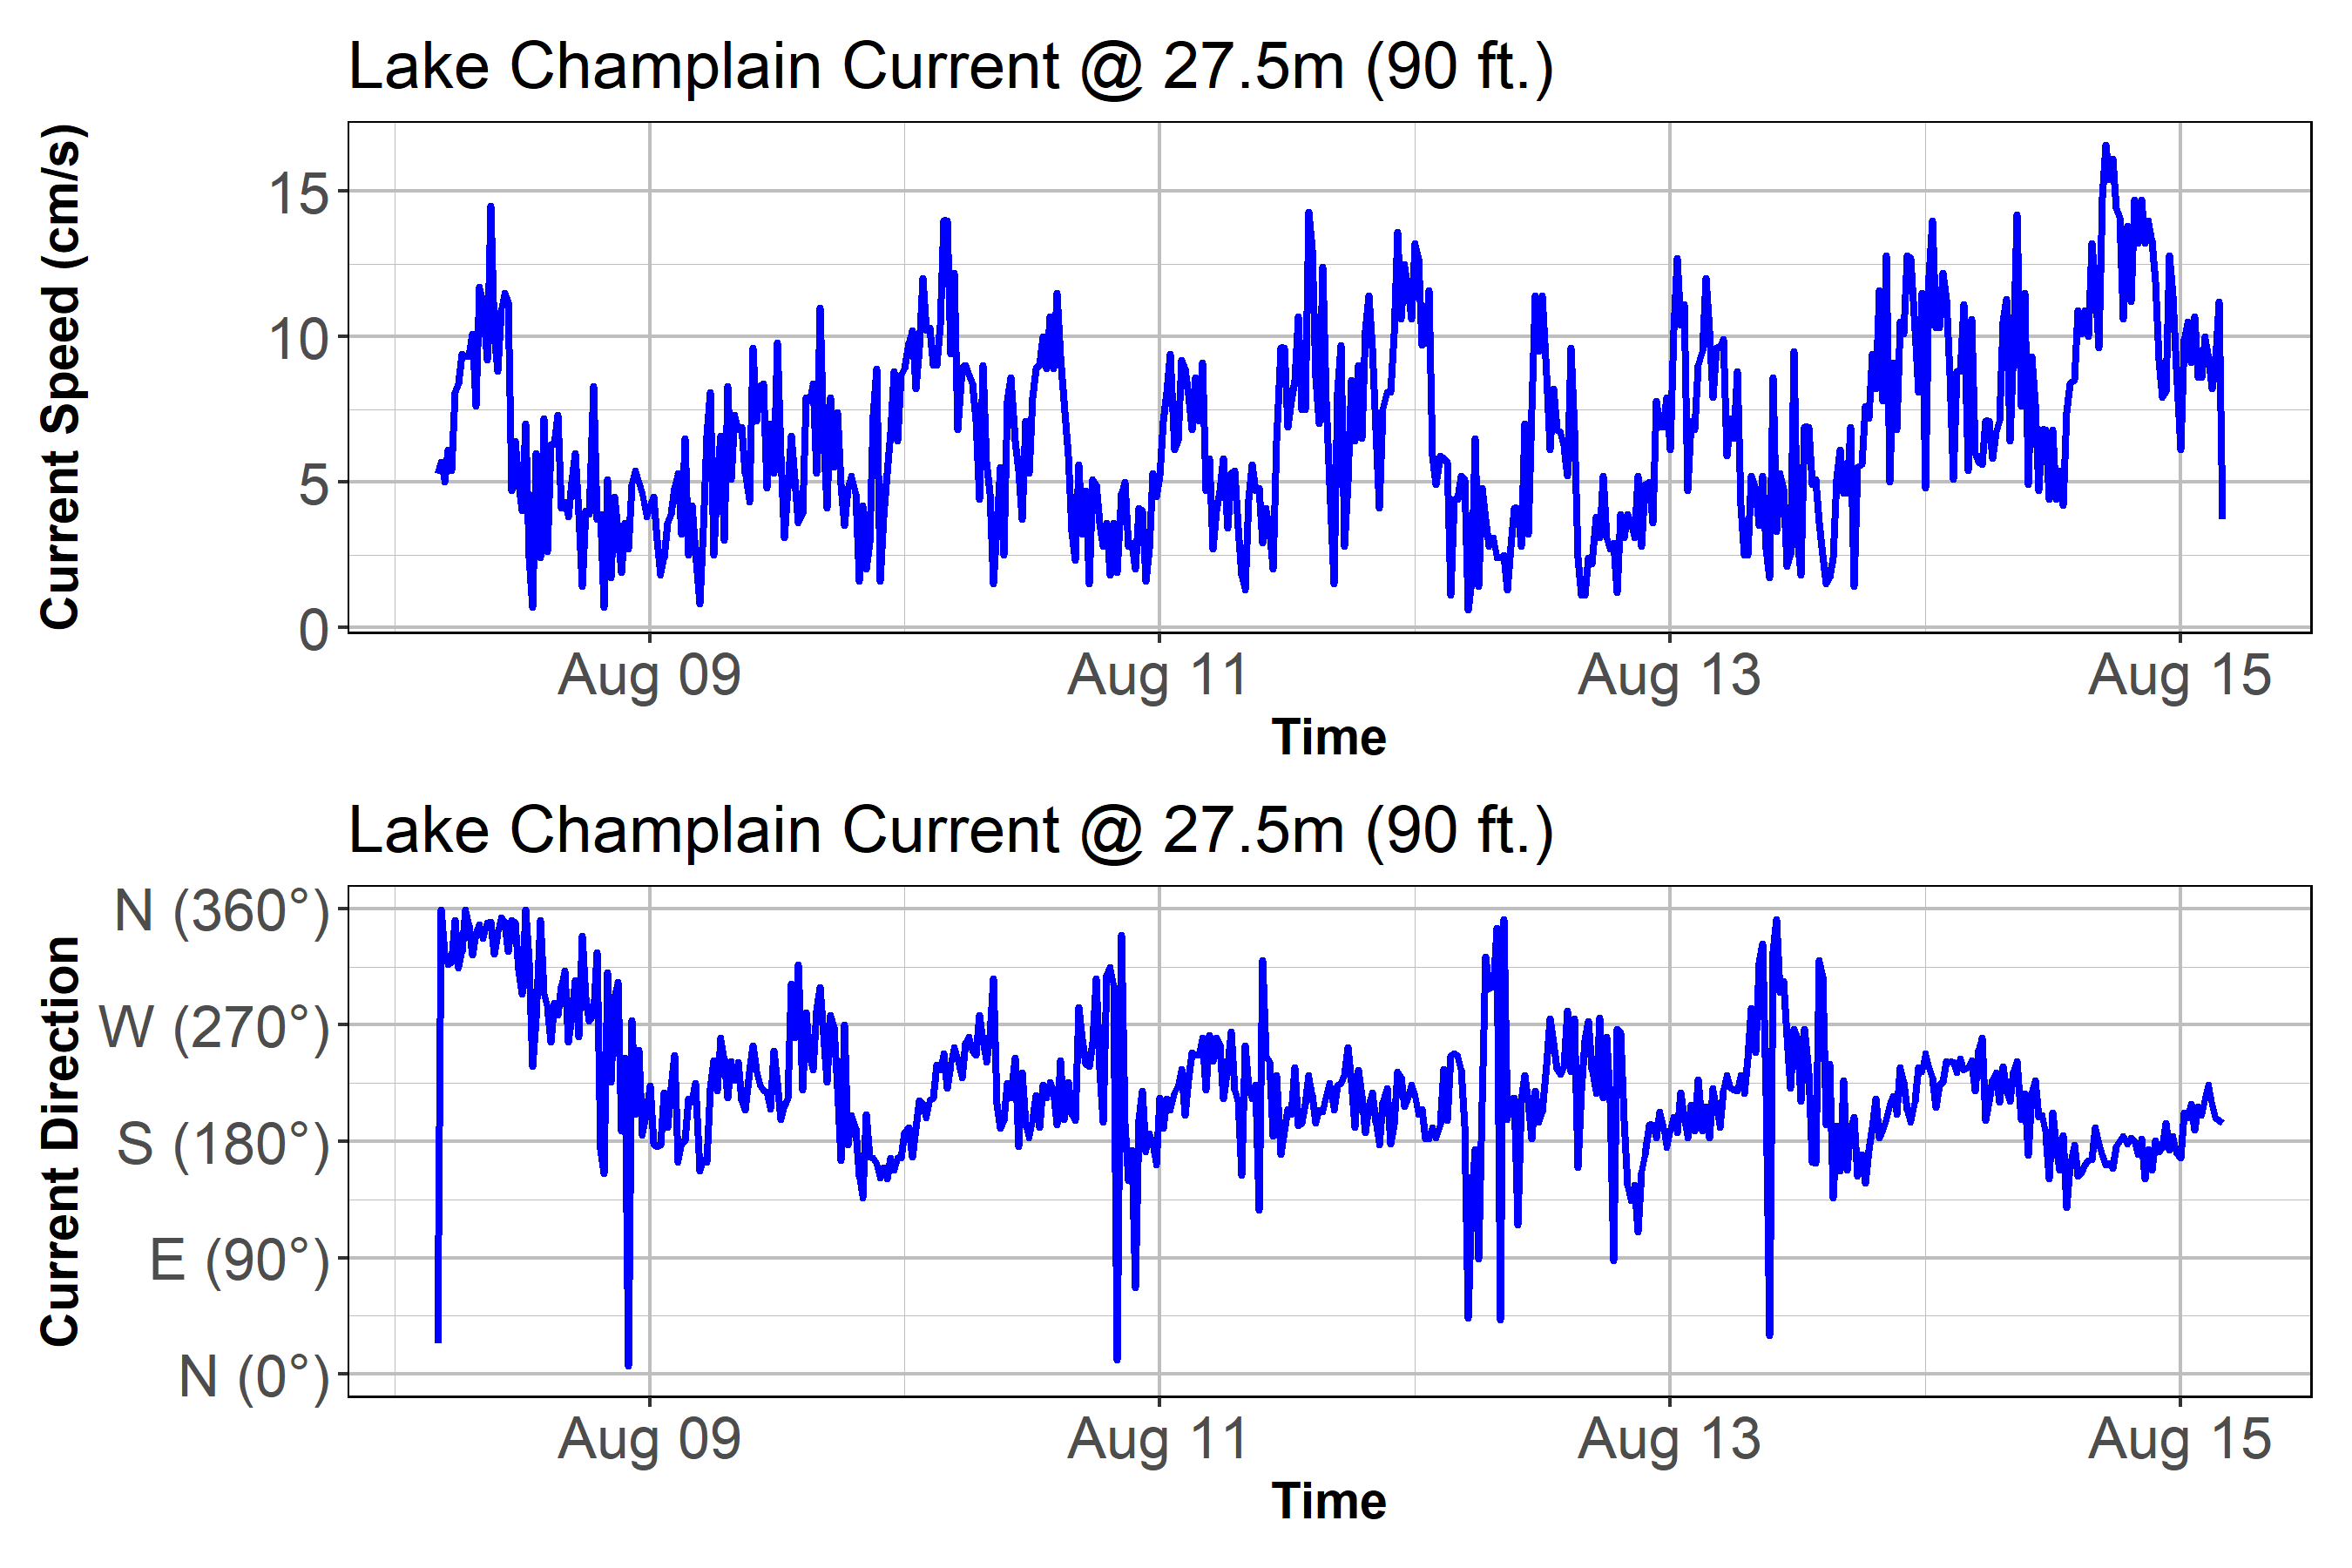 Lake Champlain Current @ 27.5m (90 ft.)
Current Speed (cm/s)
15
10
5
0
Aug 09 Aug 11 Aug 13 Aug 15
Time
Lake Champlain Current @ 27.5m (90 ft.)
Current Direction
N (360°)
W (270°)
S (180°)
E (90°)
N (0°)
Aug 09 Aug 11 Aug 13 Aug 15
Time